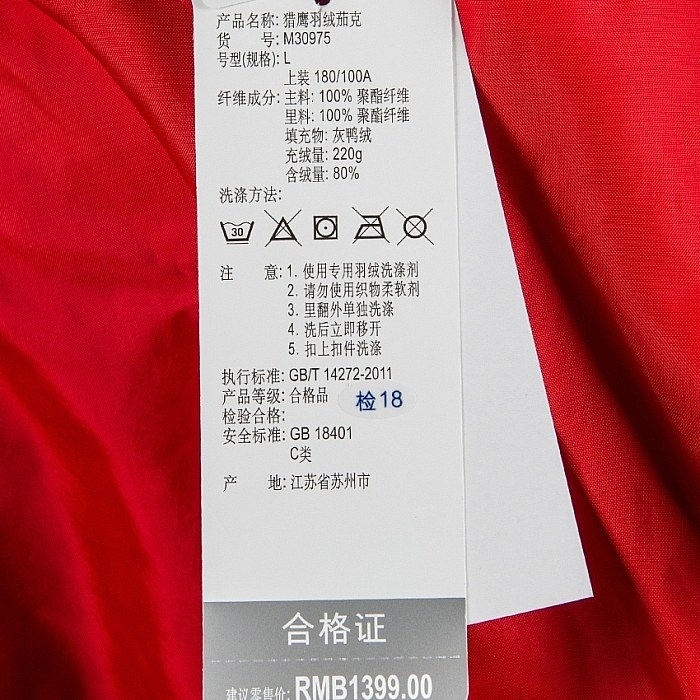 产品名称: 猎鹰羽绒茄克
货 号: M30975
号型(规格): L
上装 180/100A
纤维成分: 主料: 100% 聚酯纤维
里料: 100% 聚酯纤维
填充物: 灰鸭绒
充绒量: 220g
含绒量: 80%
洗涤方法:
30
注 意: 1. 使用专用羽绒洗涤剂
2. 请勿使用织物柔软剂
3. 里翻外单独洗涤
4. 洗后立即移开
5. 扣上扣件洗涤
执行标准: GB/T 14272-2011
产品等级: 合格品
检验合格: 检18
安全标准: GB 18401
C类
产 地: 江苏省苏州市
合格证
建议零售价: RMB1399.00